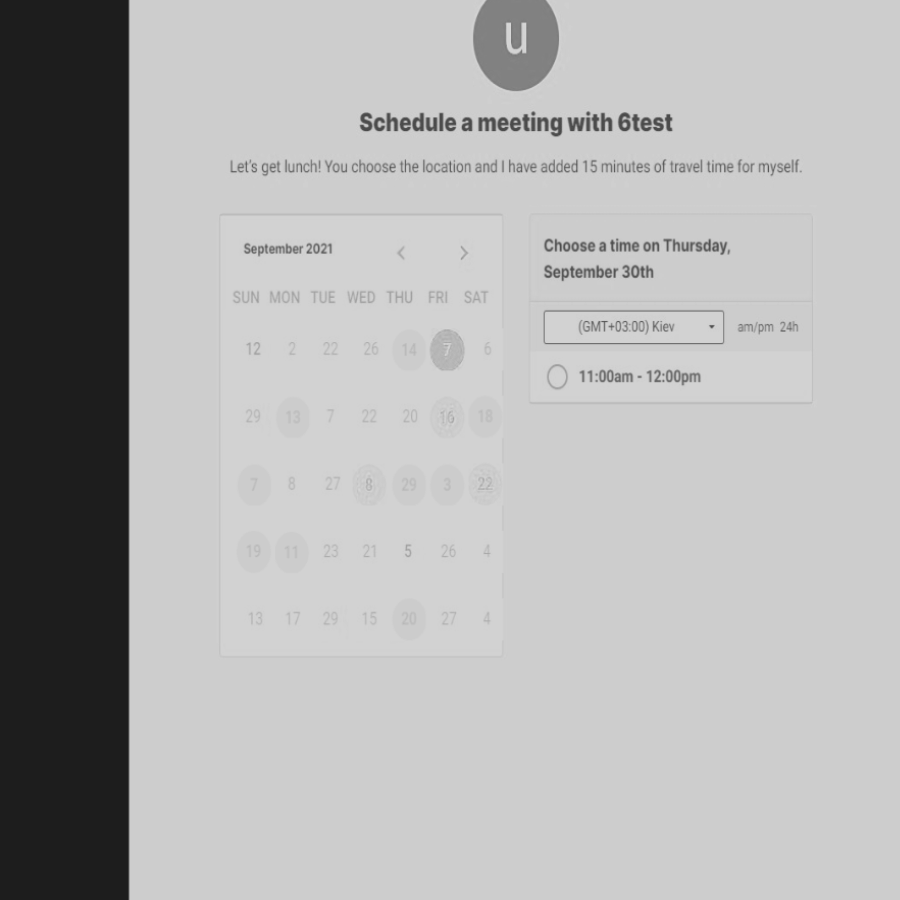 u
Schedule a meeting with 6test
Let's get lunch! You choose the location and I have added 15 minutes of travel time for myself.
September 2021
SUN MON TUE WED THU FRI SAT
12 2 22 26 14 7 6
29 13 7 22 20 16 18
7 8 27 8 29 3 22
19 11 23 21 5 26 4
13 17 29 15 20 27 4
Choose a time on Thursday,
September 30th
(GMT+03:00) Kiev am/pm 24h
11:00am - 12:00pm